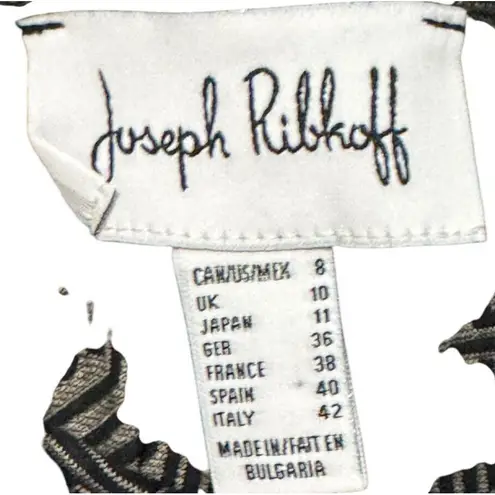 Joseph Ribkoff
CAN/US/MEX 8
UK 10
JAPAN 11
GER 36
FRANCE 38
SPAIN 40
ITALY 42
MADE IN/FAIT EN
BULGARIA